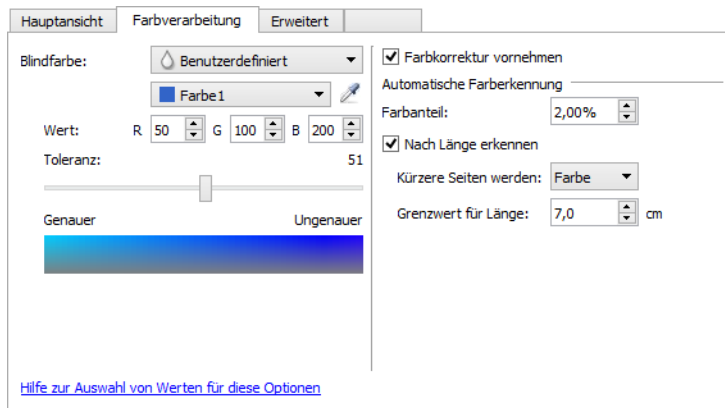 Hauptansicht Farbverarbeitung Erweitert
Blindfarbe: Benutzerdefiniert
Farbe1
Wert: R 50 G 100 B 200
Toleranz: 51
Genauer Ungenauer
Hilfe zur Auswahl von Werten für diese Optionen
Farbkorrektur vornehmen
Automatische Farberkennung
Farbanteil: 2,00%
Nach Länge erkennen
Kürzere Seiten werden: Farbe
Grenzwert für Länge: 7,0 cm